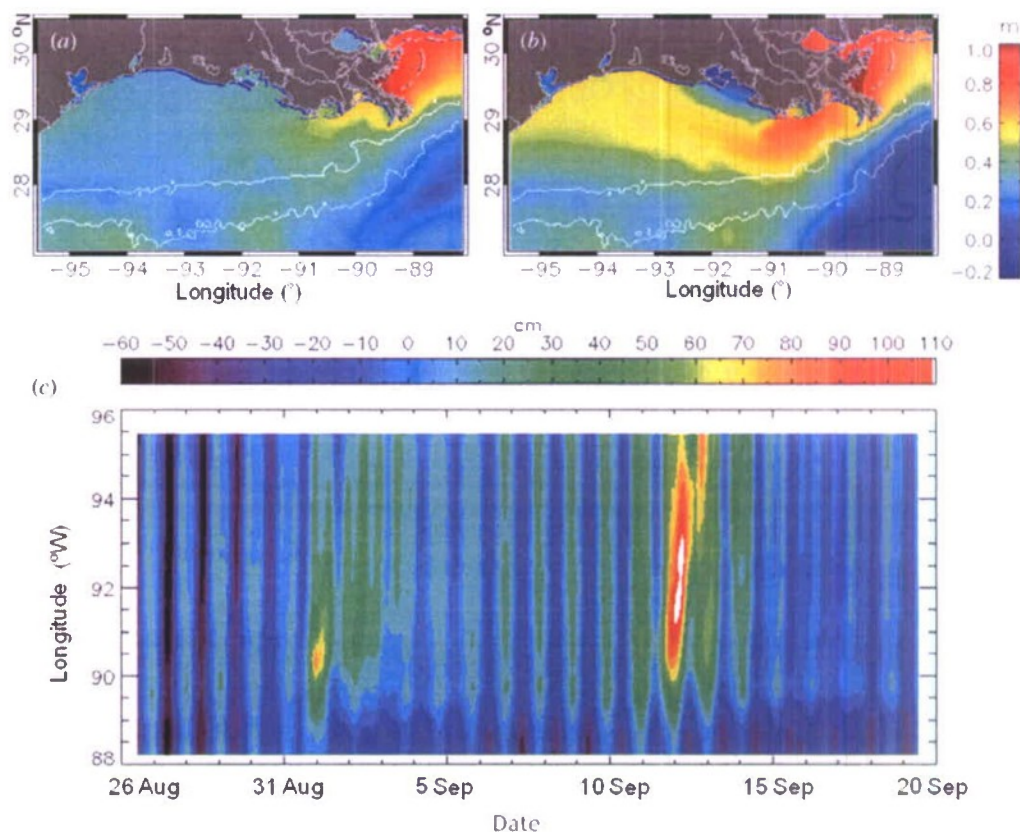 (a)
(b)
m
30 °N
29
28
1.0
0.8
0.6
0.4
0.2
0.0
−0.2
−95 −94 −93 −92 −91 −90 −89
Longitude (°)
−95 −94 −93 −92 −91 −90 −89
Longitude (°)
cm
−60 −50 −40 −30 −20 −10 0 10 20 30 40 50 60 70 80 90 100 110
(c)
96
94
92
90
88
Longitude (°W)
26 Aug 31 Aug 5 Sep 10 Sep 15 Sep 20 Sep
Date